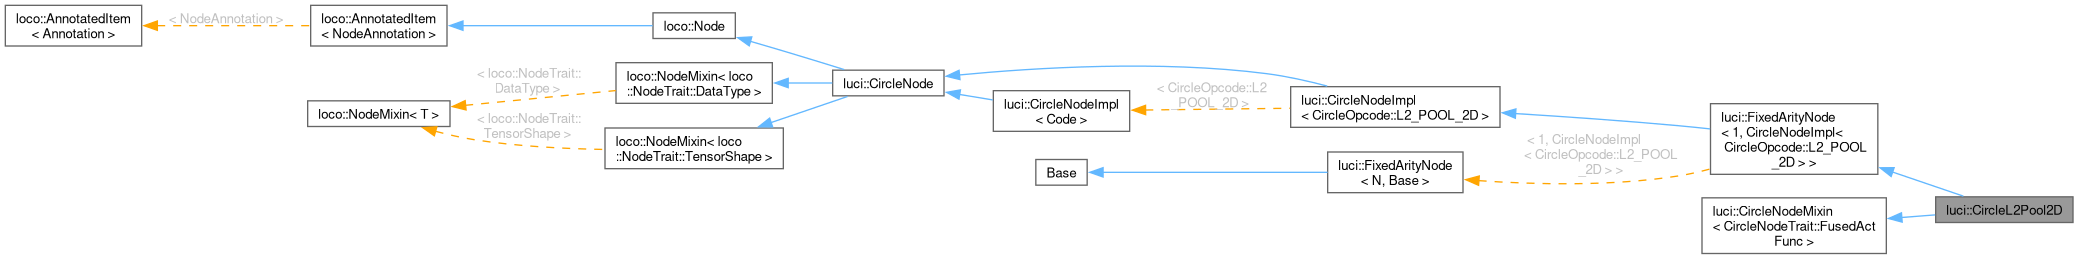 loco::AnnotatedItem
< Annotation >
< NodeAnnotation >
loco::AnnotatedItem
< NodeAnnotation >
loco::Node
< loco::NodeTrait::
DataType >
loco::NodeMixin< loco
::NodeTrait::DataType >
loco::NodeMixin< T >
< loco::NodeTrait::
TensorShape >
loco::NodeMixin< loco
::NodeTrait::TensorShape >
luci::CircleNode
luci::CircleNodeImpl
< Code >
< CircleOpcode::L2
_POOL_2D >
luci::CircleNodeImpl
< CircleOpcode::L2_POOL_2D >
Base
luci::FixedArityNode
< N, Base >
< 1, CircleNodeImpl
< CircleOpcode::L2_POOL
_2D > >
luci::FixedArityNode
< 1, CircleNodeImpl<
CircleOpcode::L2_POOL
_2D > >
luci::CircleNodeMixin
< CircleNodeTrait::FusedAct
Func >
luci::CircleL2Pool2D